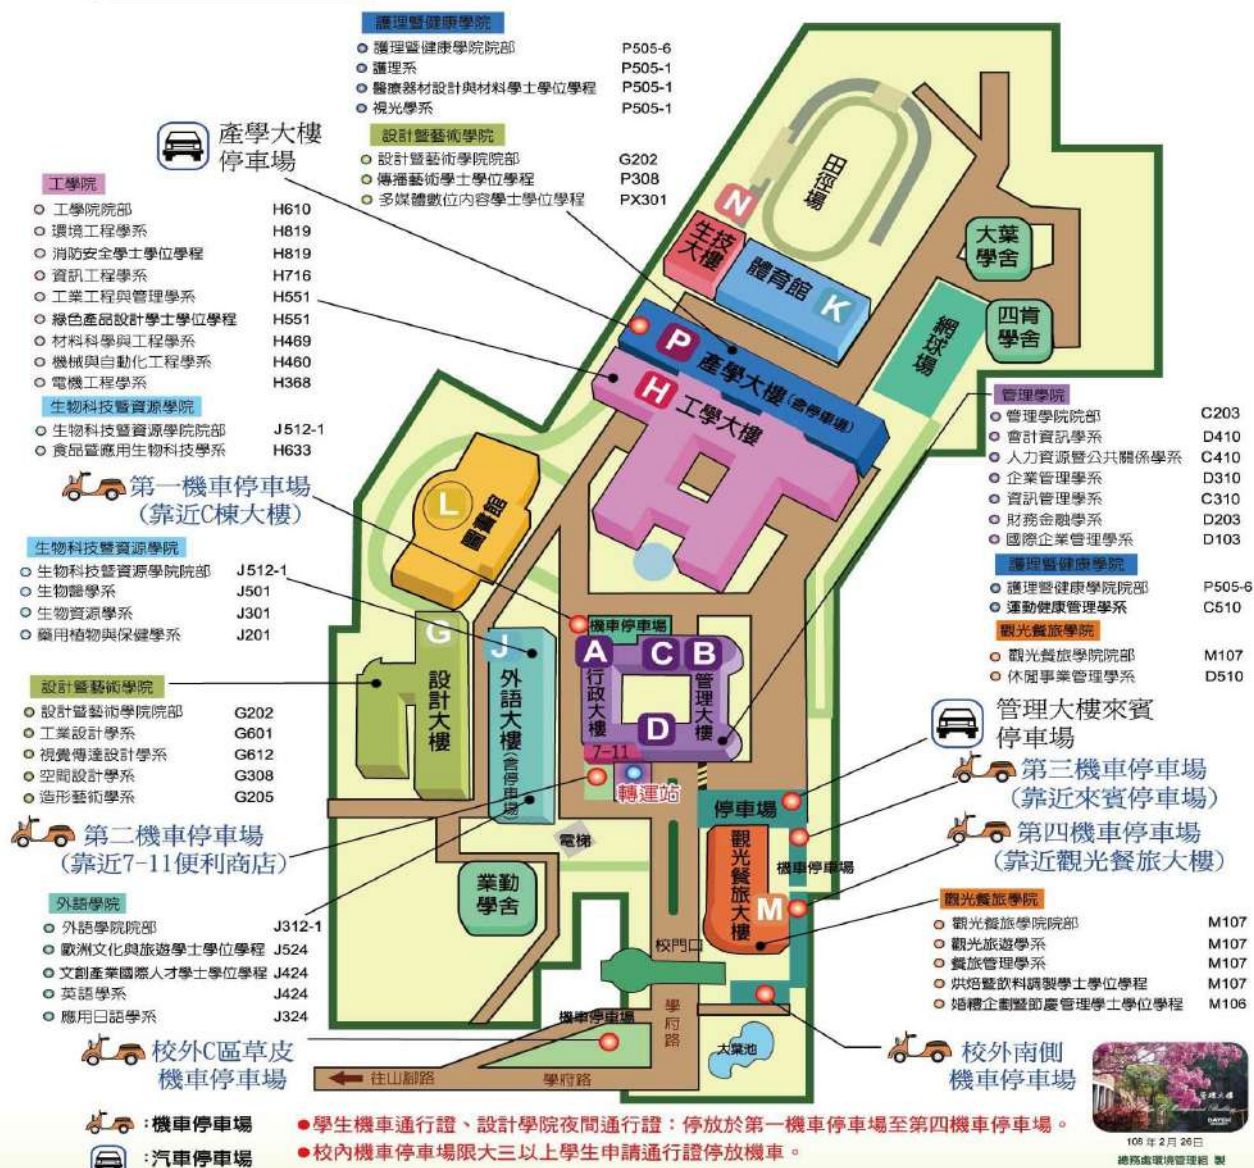 護理暨健康學院
護理暨健康學院院部 P505-6
護理系 P505-1
醫療器材設計與材料學士學位學程 P505-1
視光學系 P505-1
設計暨藝術學院
設計暨藝術學院院部 G202
傳播藝術學士學位學程 P308
多媒體數位內容學士學位學程 PX301
產學大樓
停車場
工學院
工學院院部 H610
環境工程學系 H819
消防安全學士學位學程 H819
資訊工程學系 H716
工業工程與管理學系 H551
綠色產品設計學士學位學程 H551
材料科學與工程學系 H469
機械與自動化工程學系 H460
電機工程學系 H368
生物科技暨資源學院
生物科技暨資源學院院部 J512-1
食品暨應用生物科技學系 H633
第一機車停車場
(靠近C棟大樓)
生物科技暨資源學院
生物科技暨資源學院院部 J512-1
生物醫學系 J501
生物資源學系 J301
藥用植物與保健學系 J201
設計暨藝術學院
設計暨藝術學院院部 G202
工業設計學系 G601
視覺傳達設計學系 G612
空間設計學系 G308
造形藝術學系 G205
第二機車停車場
(靠近7-11便利商店)
外語學院
外語學院院部 J312-1
歐洲文化與旅遊學士學位學程 J524
文創產業國際人才學士學位學程 J424
英語學系 J424
應用日語學系 J324
校外C區草皮
機車停車場
田徑場
N
生技
大樓
體育館
K
大葉
學舍
四肯
學舍
網球場
P
產學大樓(含停車場)
H
工學大樓
L
圖書館
G
設計大樓
J
外語大樓(含停車場)
機車停車場
A
C
B
D
行政大樓
管理大樓
7-11
轉運站
電梯
業勤
學舍
停車場
觀光餐旅大樓
M
機車停車場
校門口
學府路
機車停車場
大葉池
往山腳路
學府路
管理學院
管理學院院部 C203
會計資訊學系 D410
人力資源暨公共關係學系 C410
企業管理學系 D310
資訊管理學系 C310
財務金融學系 D203
國際企業管理學系 D103
護理暨健康學院
護理暨健康學院院部 P505-6
運動健康管理學系 C510
觀光餐旅學院
觀光餐旅學院院部 M107
休閒事業管理學系 D510
管理大樓來賓
停車場
第三機車停車場
(靠近來賓停車場)
第四機車停車場
(靠近觀光餐旅大樓)
觀光餐旅學院
觀光餐旅學院院部 M107
觀光旅遊學系 M107
餐旅管理學系 M107
烘焙暨飲料調製學士學位學程 M107
婚禮企劃暨節慶管理學士學位學程 M106
校外南側
機車停車場
:機車停車場
:汽車停車場
●學生機車通行證、設計學院夜間通行證：停放於第一機車停車場至第四機車停車場。
●校內機車停車場限大三以上學生申請通行證停放機車。
管理大樓
108年2月26日
總務處環境管理組 製